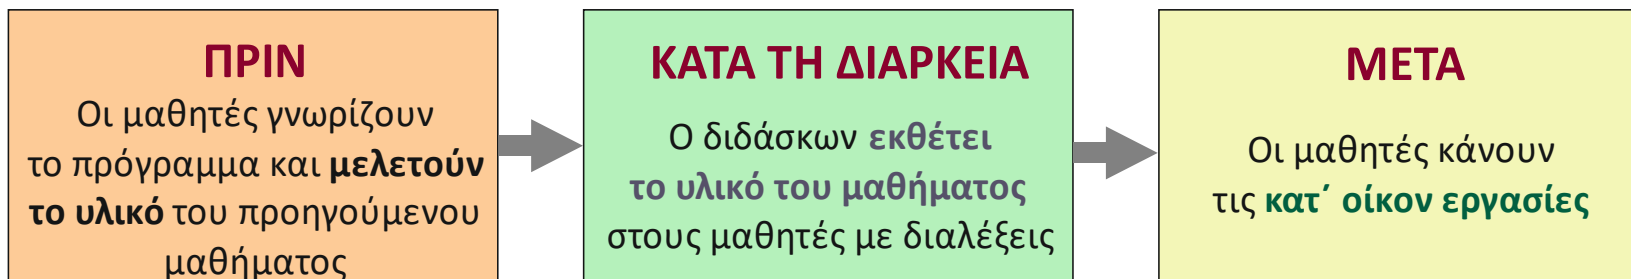 ΠΡΙΝ
Οι μαθητές γνωρίζουν
το πρόγραμμα και μελετούν
το υλικό του προηγούμενου
μαθήματος
ΚΑΤΑ ΤΗ ΔΙΑΡΚΕΙΑ
Ο διδάσκων εκθέτει
το υλικό του μαθήματος
στους μαθητές με διαλέξεις
ΜΕΤΑ
Οι μαθητές κάνουν
τις κατ΄ οίκον εργασίες